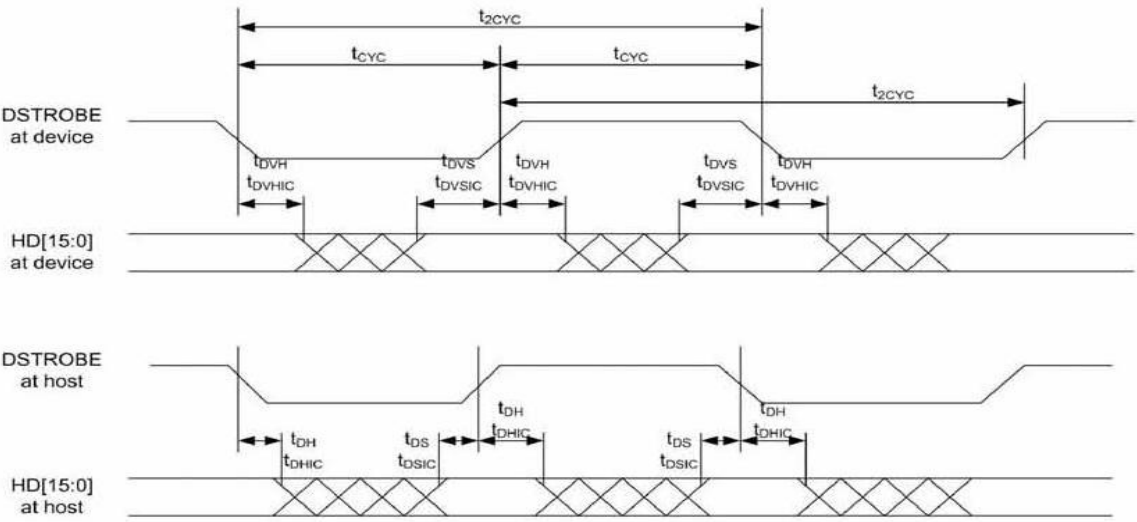 t2CYC
tCYC tCYC
t2CYC
DSTROBE
at device
tDVH tDVS tDVH tDVS tDVH
tDVHIC tDVSIC tDVHIC tDVSIC tDVHIC
HD[15:0]
at device
DSTROBE
at host
tDH tDH
tDH tDS tDHIC tDS tDHIC
tDHIC tDSIC tDSIC
HD[15:0]
at host